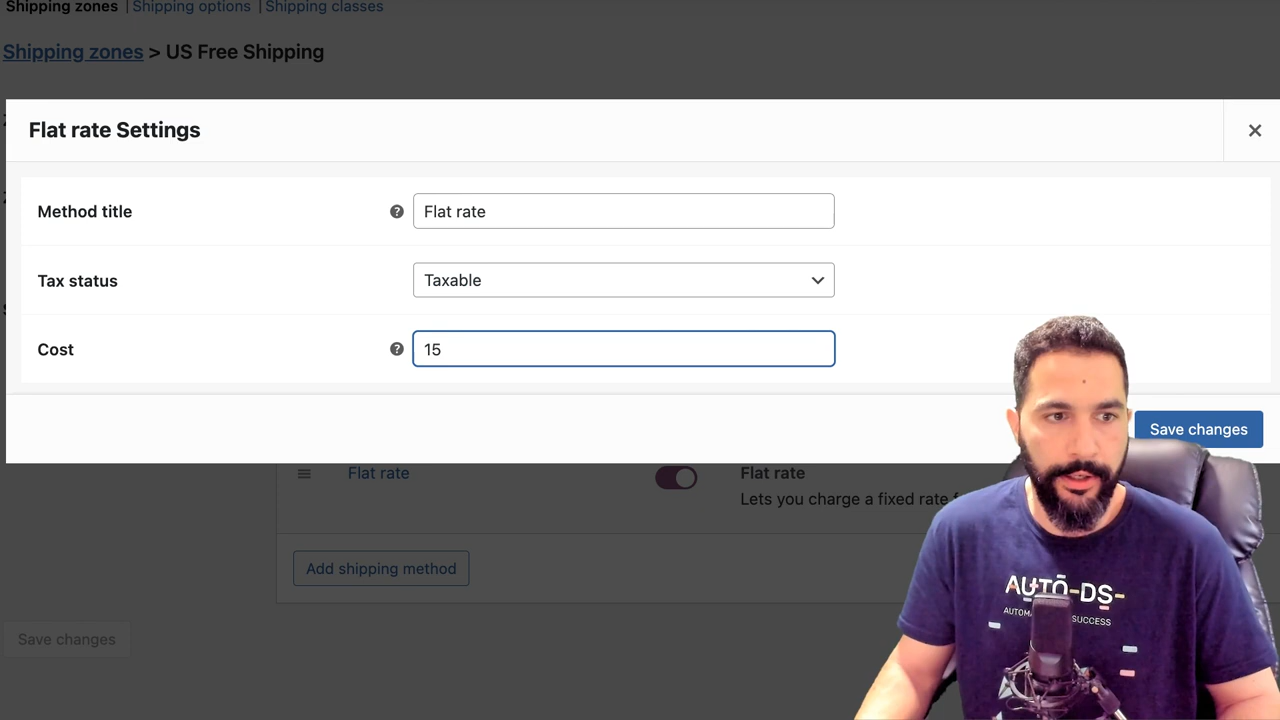 Shipping zones | Shipping options | Shipping classes
Shipping zones > US Free Shipping
Flat rate Settings
Method title
Flat rate
Tax status
Taxable
Cost
15
Save changes
Flat rate
Flat rate
Lets you charge a fixed rate
Add shipping method
Save changes
AUTO-DS-
SUCCESS